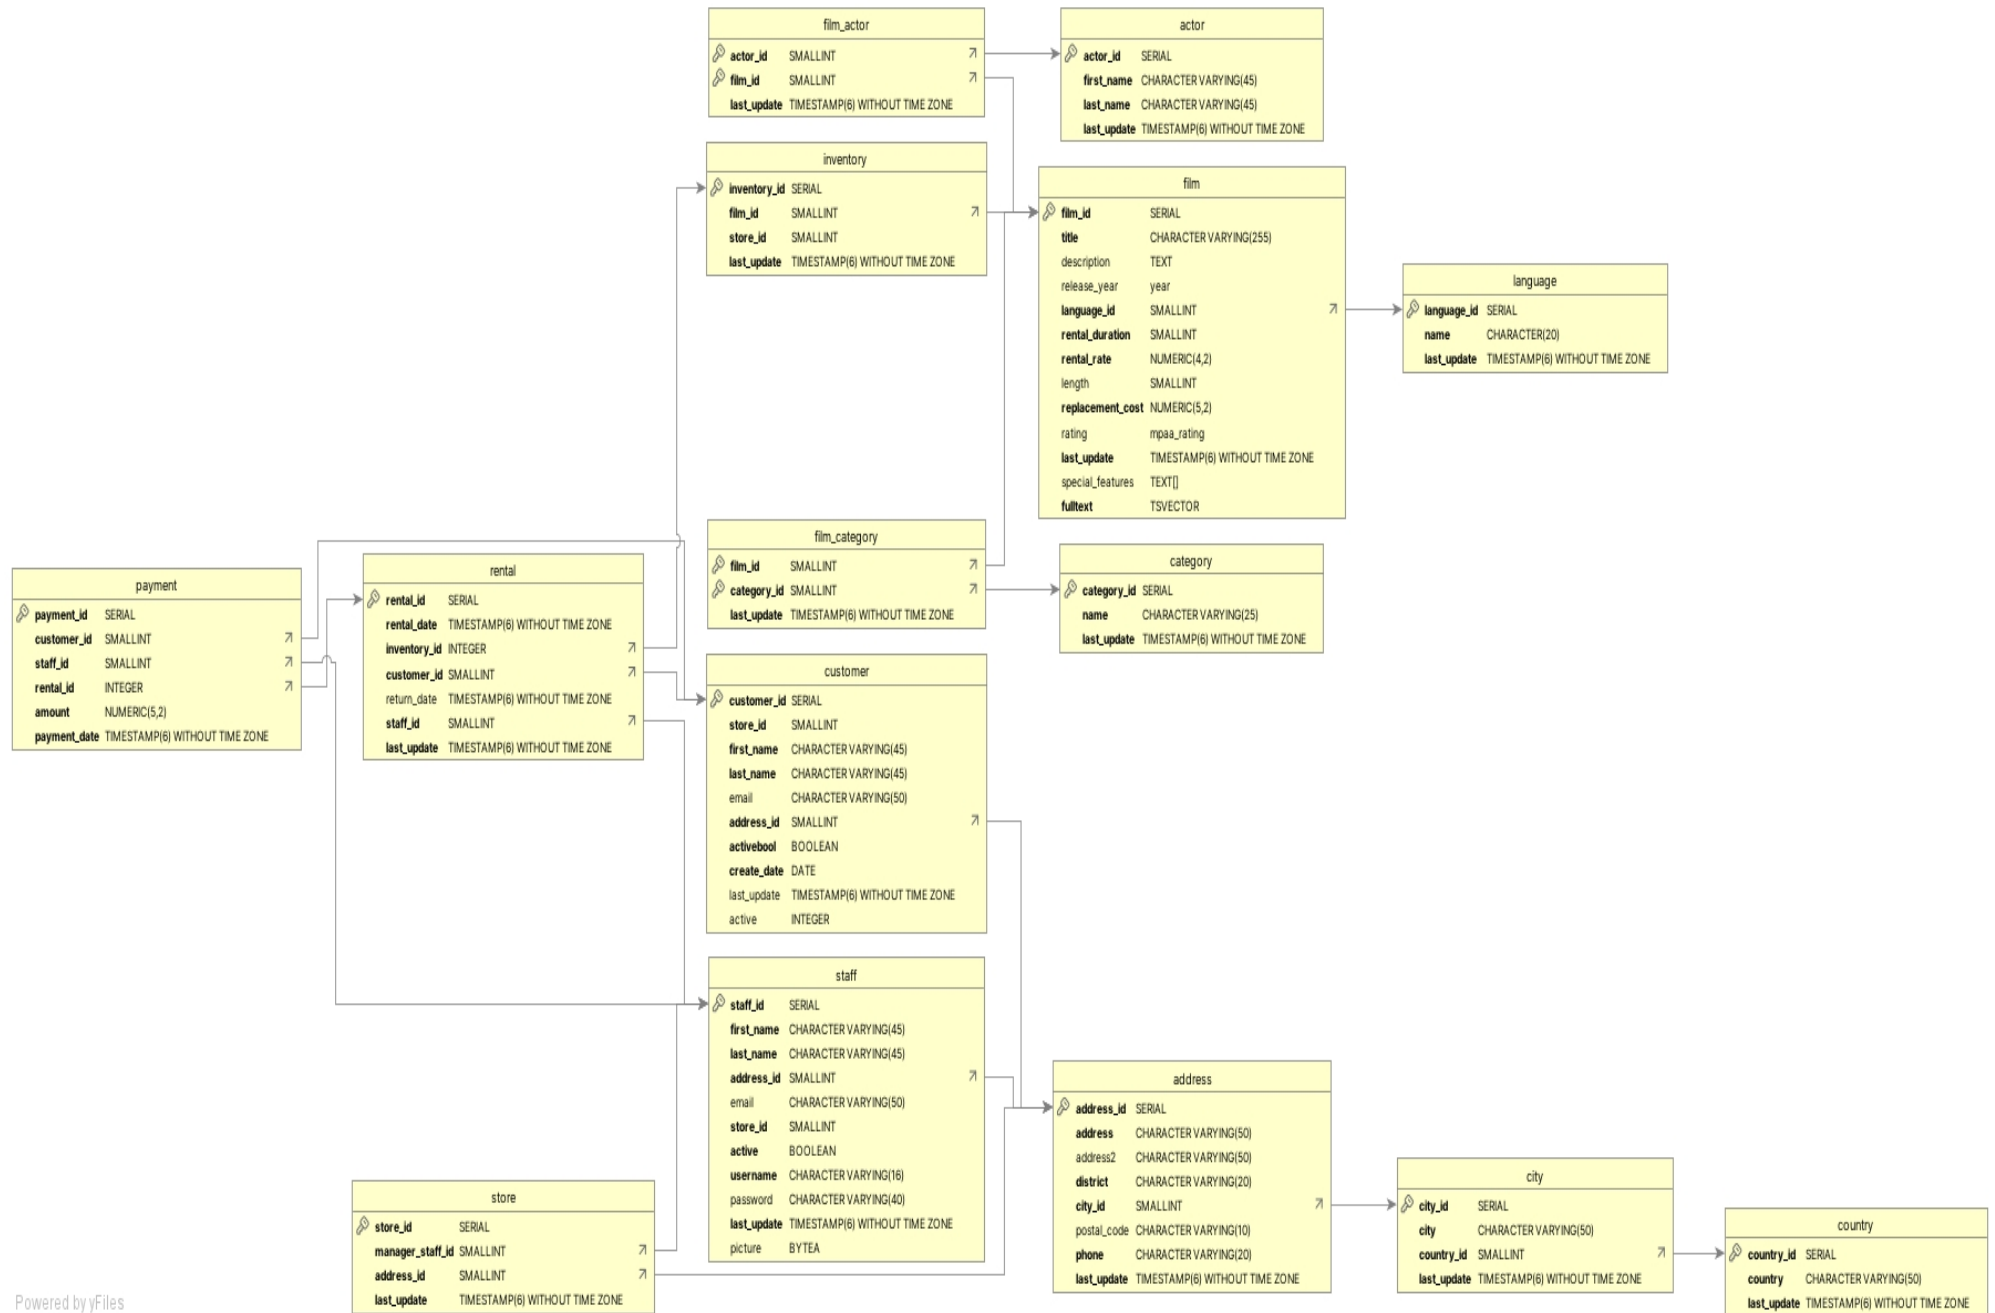 film_actor
actor_id SMALLINT
film_id SMALLINT
last_update TIMESTAMP(6) WITHOUT TIME ZONE
actor
actor_id SERIAL
first_name CHARACTER VARYING(45)
last_name CHARACTER VARYING(45)
last_update TIMESTAMP(6) WITHOUT TIME ZONE
inventory
inventory_id SERIAL
film_id SMALLINT
store_id SMALLINT
last_update TIMESTAMP(6) WITHOUT TIME ZONE
film
film_id SERIAL
title CHARACTER VARYING(255)
description TEXT
release_year year
language_id SMALLINT
rental_duration SMALLINT
rental_rate NUMERIC(4,2)
length SMALLINT
replacement_cost NUMERIC(5,2)
rating mpaa_rating
last_update TIMESTAMP(6) WITHOUT TIME ZONE
special_features TEXT[]
fulltext TSVECTOR
language
language_id SERIAL
name CHARACTER(20)
last_update TIMESTAMP(6) WITHOUT TIME ZONE
film_category
film_id SMALLINT
category_id SMALLINT
last_update TIMESTAMP(6) WITHOUT TIME ZONE
category
category_id SERIAL
name CHARACTER VARYING(25)
last_update TIMESTAMP(6) WITHOUT TIME ZONE
payment
payment_id SERIAL
customer_id SMALLINT
staff_id SMALLINT
rental_id INTEGER
amount NUMERIC(5,2)
payment_date TIMESTAMP(6) WITHOUT TIME ZONE
rental
rental_id SERIAL
rental_date TIMESTAMP(6) WITHOUT TIME ZONE
inventory_id INTEGER
customer_id SMALLINT
return_date TIMESTAMP(6) WITHOUT TIME ZONE
staff_id SMALLINT
last_update TIMESTAMP(6) WITHOUT TIME ZONE
customer
customer_id SERIAL
store_id SMALLINT
first_name CHARACTER VARYING(45)
last_name CHARACTER VARYING(45)
email CHARACTER VARYING(50)
address_id SMALLINT
activebool BOOLEAN
create_date DATE
last_update TIMESTAMP(6) WITHOUT TIME ZONE
active INTEGER
staff
staff_id SERIAL
first_name CHARACTER VARYING(45)
last_name CHARACTER VARYING(45)
address_id SMALLINT
email CHARACTER VARYING(50)
store_id SMALLINT
active BOOLEAN
username CHARACTER VARYING(16)
password CHARACTER VARYING(40)
last_update TIMESTAMP(6) WITHOUT TIME ZONE
picture BYTEA
store
store_id SERIAL
manager_staff_id SMALLINT
address_id SMALLINT
last_update TIMESTAMP(6) WITHOUT TIME ZONE
address
address_id SERIAL
address CHARACTER VARYING(50)
address2 CHARACTER VARYING(50)
district CHARACTER VARYING(20)
city_id SMALLINT
postal_code CHARACTER VARYING(10)
phone CHARACTER VARYING(20)
last_update TIMESTAMP(6) WITHOUT TIME ZONE
city
city_id SERIAL
city CHARACTER VARYING(50)
country_id SMALLINT
last_update TIMESTAMP(6) WITHOUT TIME ZONE
country
country_id SERIAL
country CHARACTER VARYING(50)
last_update TIMESTAMP(6) WITHOUT TIME ZONE
Powered by yFiles